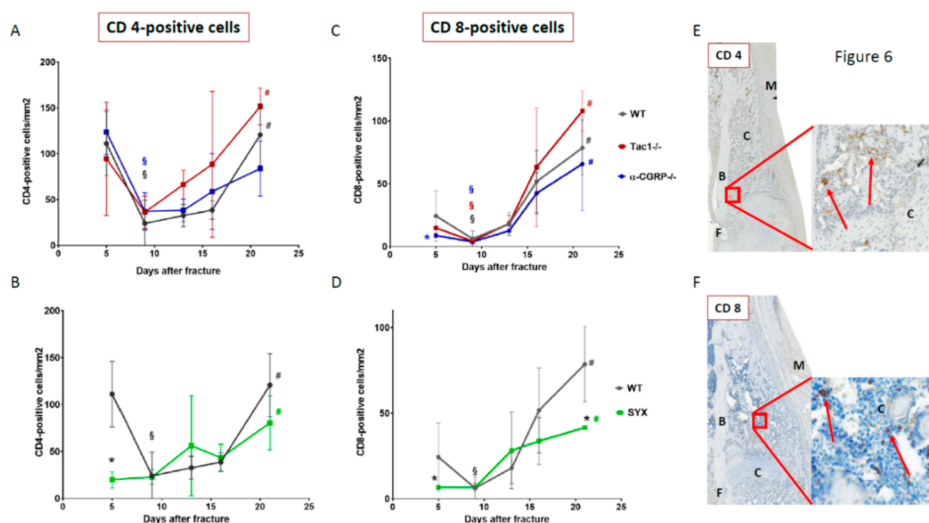 CD 4-positive cells
CD 8-positive cells
Figure 6
A
CD4-positive cells/mm2
200
150
100
50
0
0 5 10 15 20 25
Days after fracture
§
§
#
#
C
CD8-positive cells/mm2
100
50
0
0 5 10 15 20 25
Days after fracture
*
§
§
§
#
#
#
WT
Tac1-/-
α-CGRP-/-
E
CD 4
M
C
B
F
C
B
CD4-positive cells/mm2
200
150
100
50
0
0 5 10 15 20 25
Days after fracture
*
§
#
#
D
CD8-positive cells/mm2
100
50
0
0 5 10 15 20 25
Days after fracture
*
§
#
* #
WT
SYX
F
CD 8
M
B
C
F
C